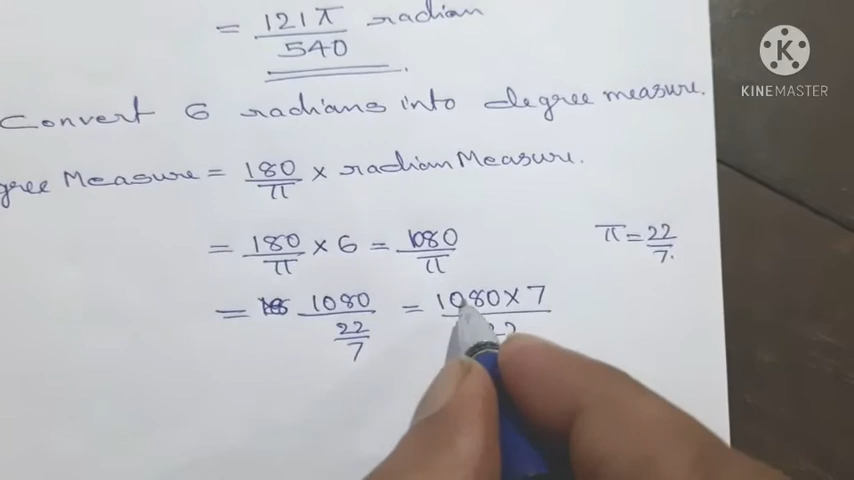 = 121π/540 radian.
Convert 6 radians into degree measure.
gree Measure = 180/π × radian Measure.
= 180/π × 6 = 1080/π π = 22/7.
= 1080/(22/7) = 1080×7/22
K
KINEMASTER